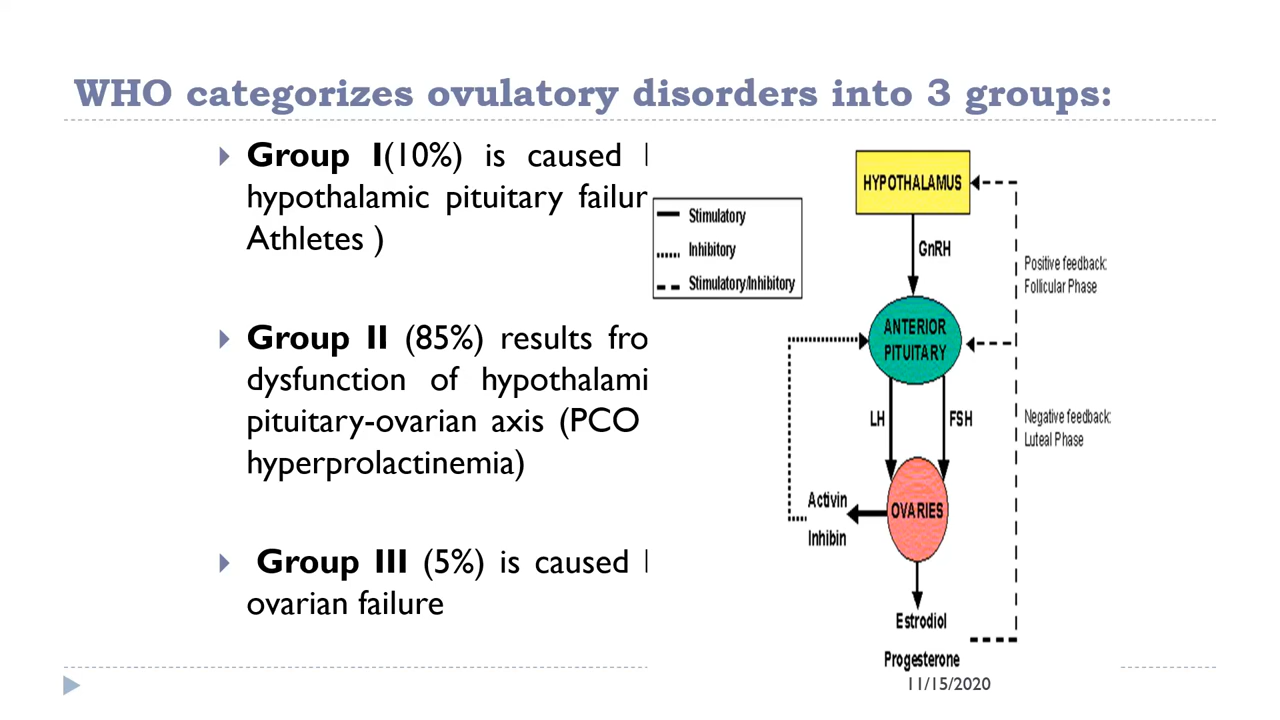 WHO categorizes ovulatory disorders into 3 groups:
Group I(10%) is caused
hypothalamic pituitary failur
Athletes )
Group II (85%) results fro
dysfunction of hypothalami
pituitary-ovarian axis (PCO
hyperprolactinemia)
Group III (5%) is caused
ovarian failure
Stimulatory
Inhibitory
Stimulatory/Inhibitory
HYPOTHALAMUS
GnRH
Positive feedback:
Follicular Phase
ANTERIOR
PITUITARY
LH
FSH
Negative feedback:
Luteal Phase
Activin
Inhibin
OVARIES
Estrodiol
Progesterone
11/15/2020